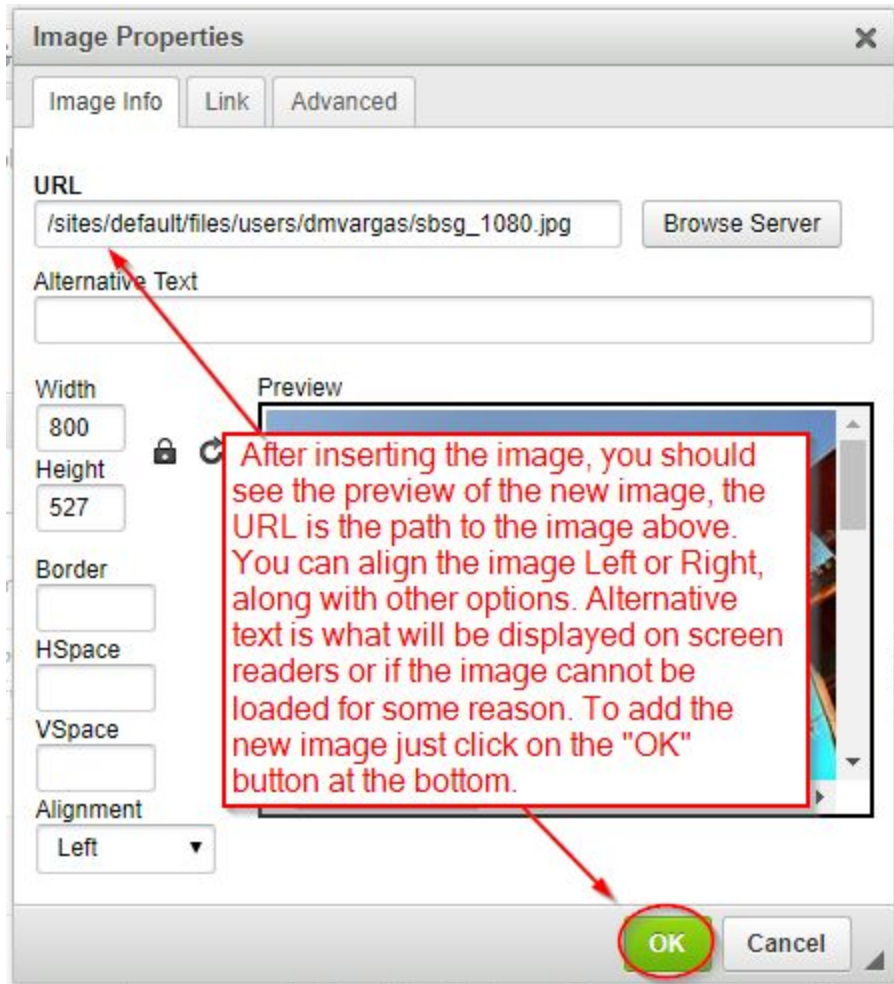 Image Properties
Image Info Link Advanced
URL
/sites/default/files/users/dmvargas/sbsg_1080.jpg Browse Server
Alternative Text
Width
800
Height
527
Preview
After inserting the image, you should
see the preview of the new image, the
URL is the path to the image above.
You can align the image Left or Right,
along with other options. Alternative
text is what will be displayed on screen
readers or if the image cannot be
loaded for some reason. To add the
new image just click on the "OK"
button at the bottom.
Border
HSpace
VSpace
Alignment
Left
OK Cancel